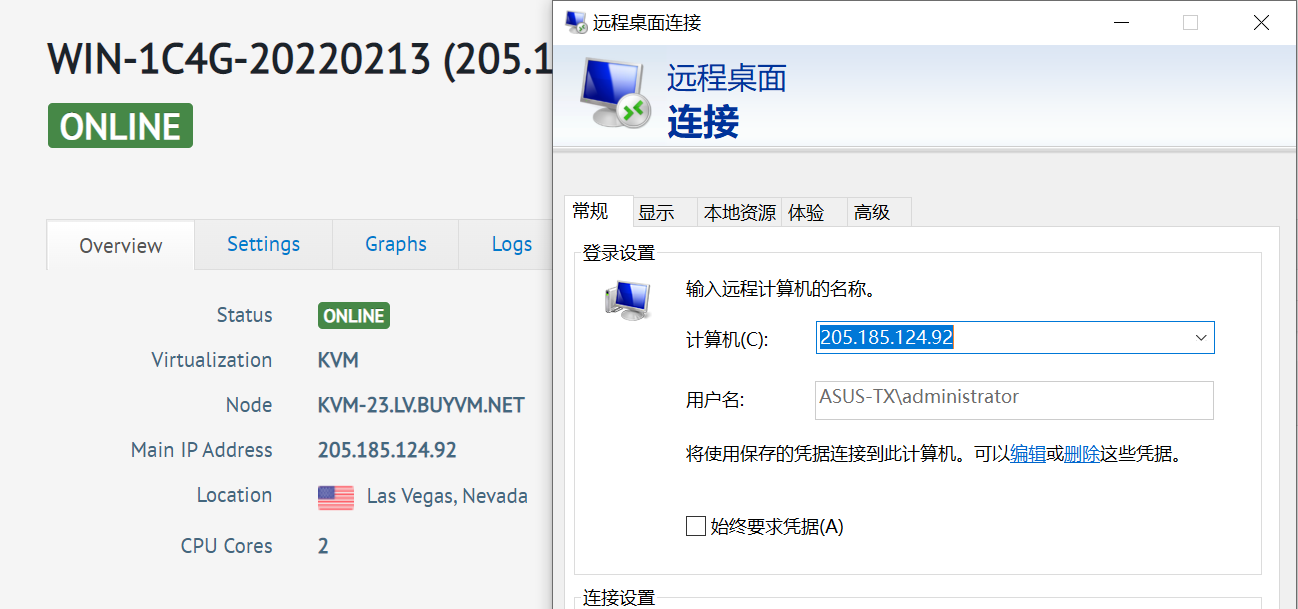 WIN-1C4G-20220213 (205.1
ONLINE
Overview
Settings
Graphs
Logs
Status ONLINE
Virtualization KVM
Node KVM-23.LV.BUYVM.NET
Main IP Address 205.185.124.92
Location Las Vegas, Nevada
CPU Cores 2
远程桌面连接
远程桌面
连接
常规 显示 本地资源 体验 高级
登录设置
输入远程计算机的名称。
计算机(C): 205.185.124.92
用户名: ASUS-TX\administrator
将使用保存的凭据连接到此计算机。可以编辑或删除这些凭据。
始终要求凭据(A)
连接设置